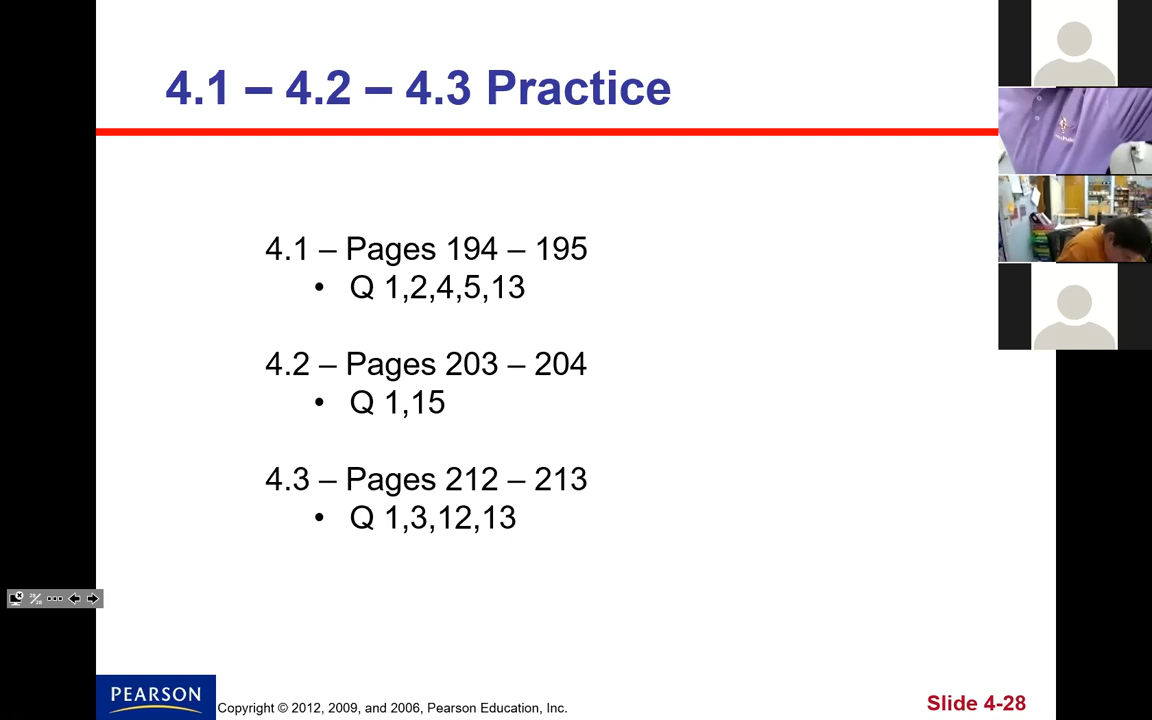 4.1 – 4.2 – 4.3 Practice
4.1 – Pages 194 – 195
• Q 1,2,4,5,13
4.2 – Pages 203 – 204
• Q 1,15
4.3 – Pages 212 – 213
• Q 1,3,12,13
PEARSON
Copyright © 2012, 2009, and 2006, Pearson Education, Inc.
Slide 4-28